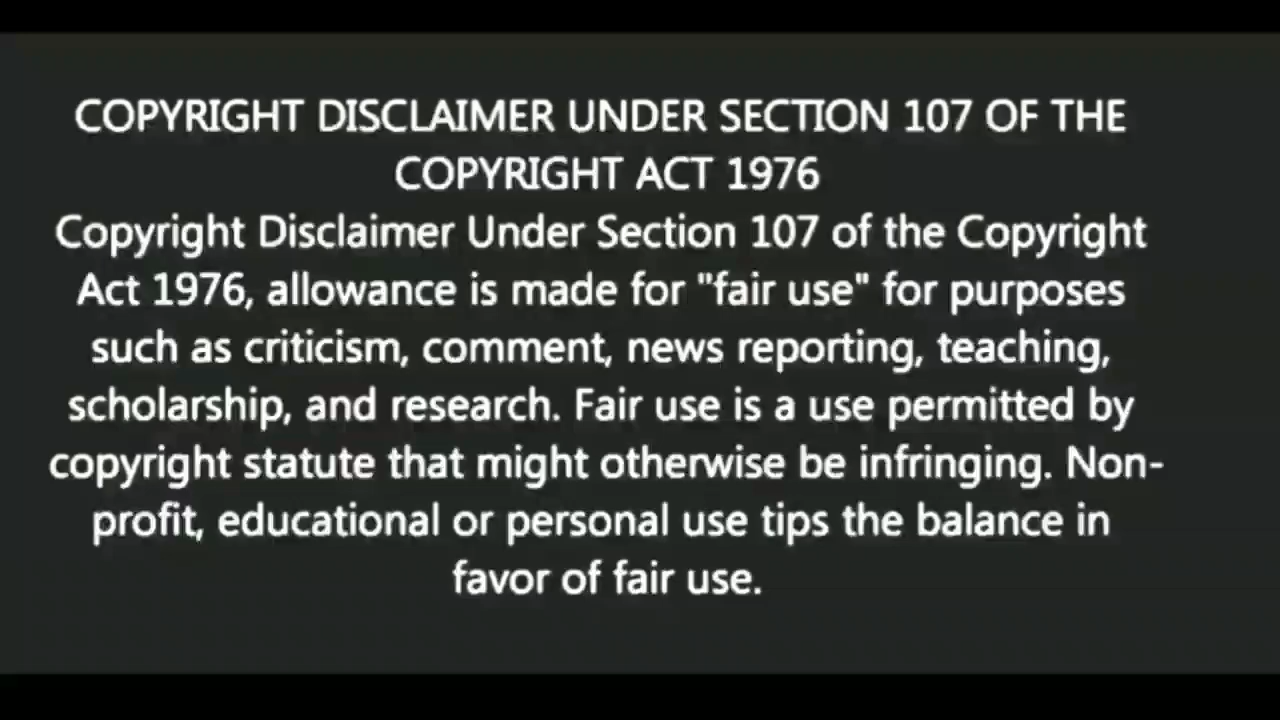 COPYRIGHT DISCLAIMER UNDER SECTION 107 OF THE
COPYRIGHT ACT 1976
Copyright Disclaimer Under Section 107 of the Copyright
Act 1976, allowance is made for "fair use" for purposes
such as criticism, comment, news reporting, teaching,
scholarship, and research. Fair use is a use permitted by
copyright statute that might otherwise be infringing. Non-
profit, educational or personal use tips the balance in
favor of fair use.